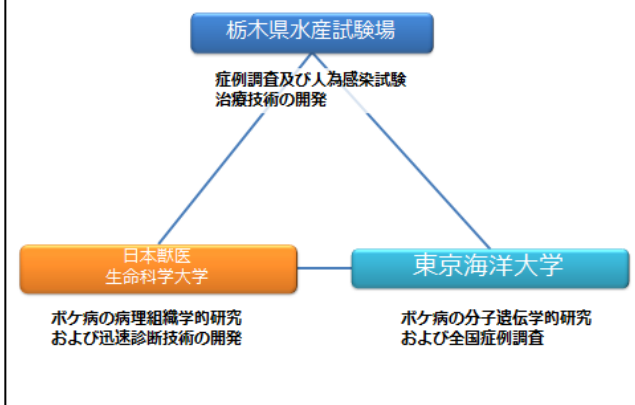 栃木県水産試験場
症例調査及び人為感染試験
治療技術の開発
日本獣医
生命科学大学
東京海洋大学
ボケ病の病理組織学的研究
および迅速診断技術の開発
ボケ病の分子遺伝学的研究
および全国症例調査